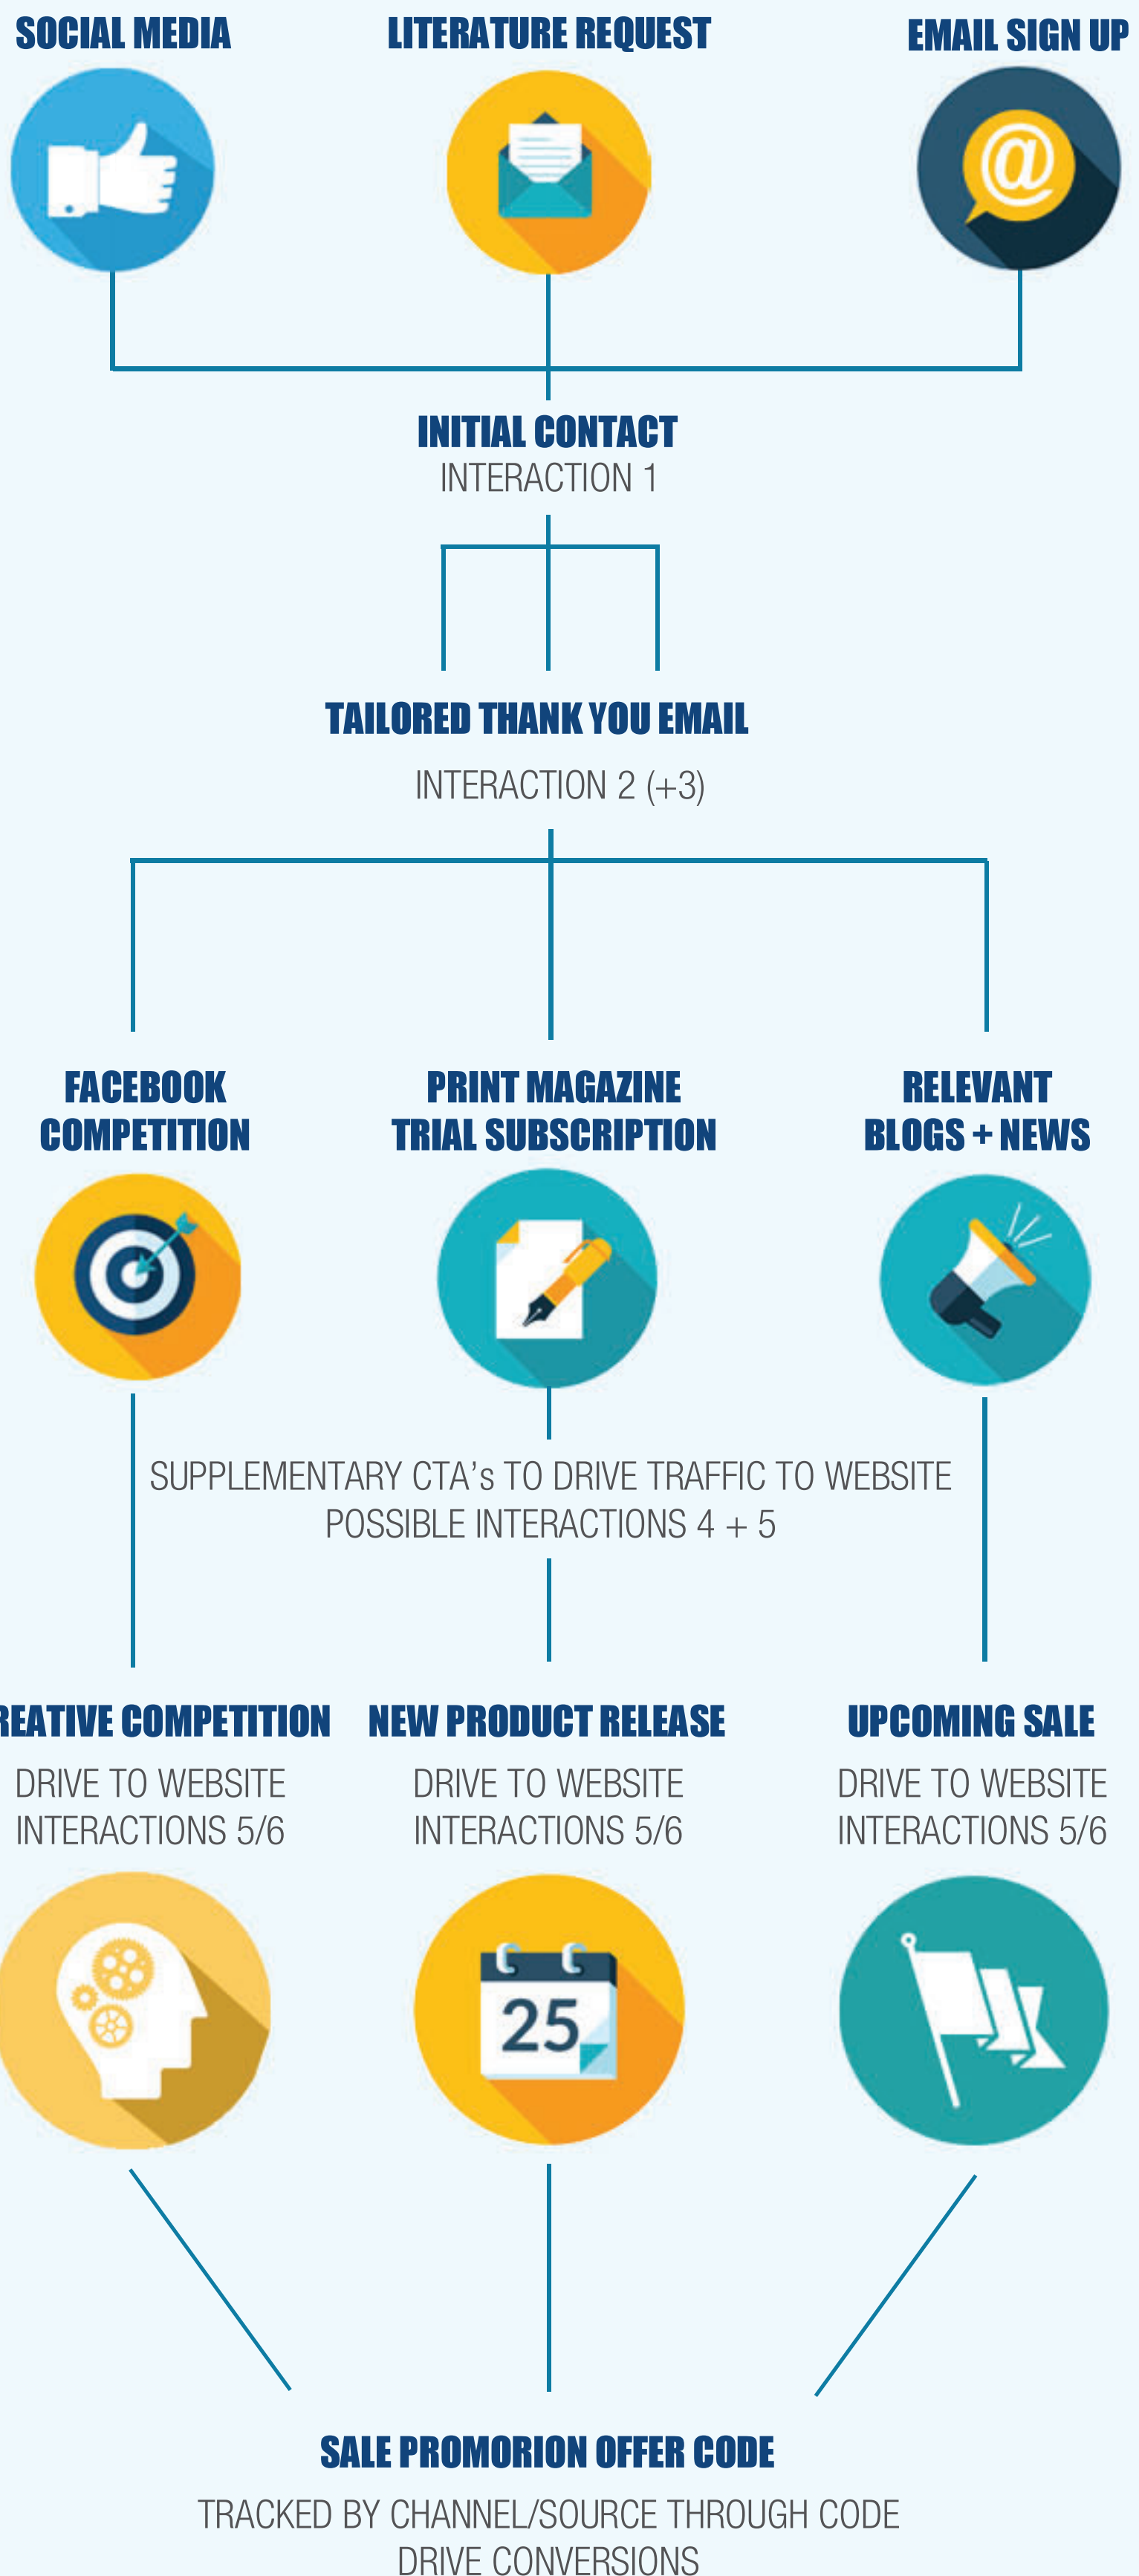 SOCIAL MEDIA
LITERATURE REQUEST
EMAIL SIGN UP
@
INITIAL CONTACT
INTERACTION 1
TAILORED THANK YOU EMAIL
INTERACTION 2 (+3)
FACEBOOK
COMPETITION
PRINT MAGAZINE
TRIAL SUBSCRIPTION
RELEVANT
BLOGS + NEWS
SUPPLEMENTARY CTA's TO DRIVE TRAFFIC TO WEBSITE
POSSIBLE INTERACTIONS 4 + 5
REATIVE COMPETITION
DRIVE TO WEBSITE
INTERACTIONS 5/6
NEW PRODUCT RELEASE
DRIVE TO WEBSITE
INTERACTIONS 5/6
25
UPCOMING SALE
DRIVE TO WEBSITE
INTERACTIONS 5/6
SALE PROMORION OFFER CODE
TRACKED BY CHANNEL/SOURCE THROUGH CODE
DRIVE CONVERSIONS